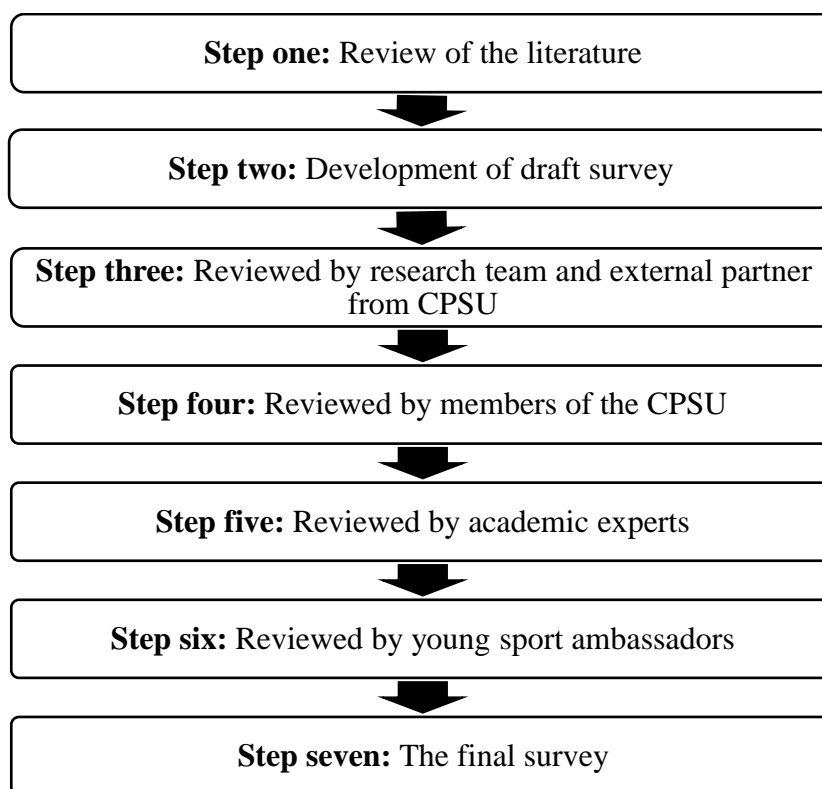 Step one: Review of the literature
Step two: Development of draft survey
Step three: Reviewed by research team and external partner
from CPSU
Step four: Reviewed by members of the CPSU
Step five: Reviewed by academic experts
Step six: Reviewed by young sport ambassadors
Step seven: The final survey